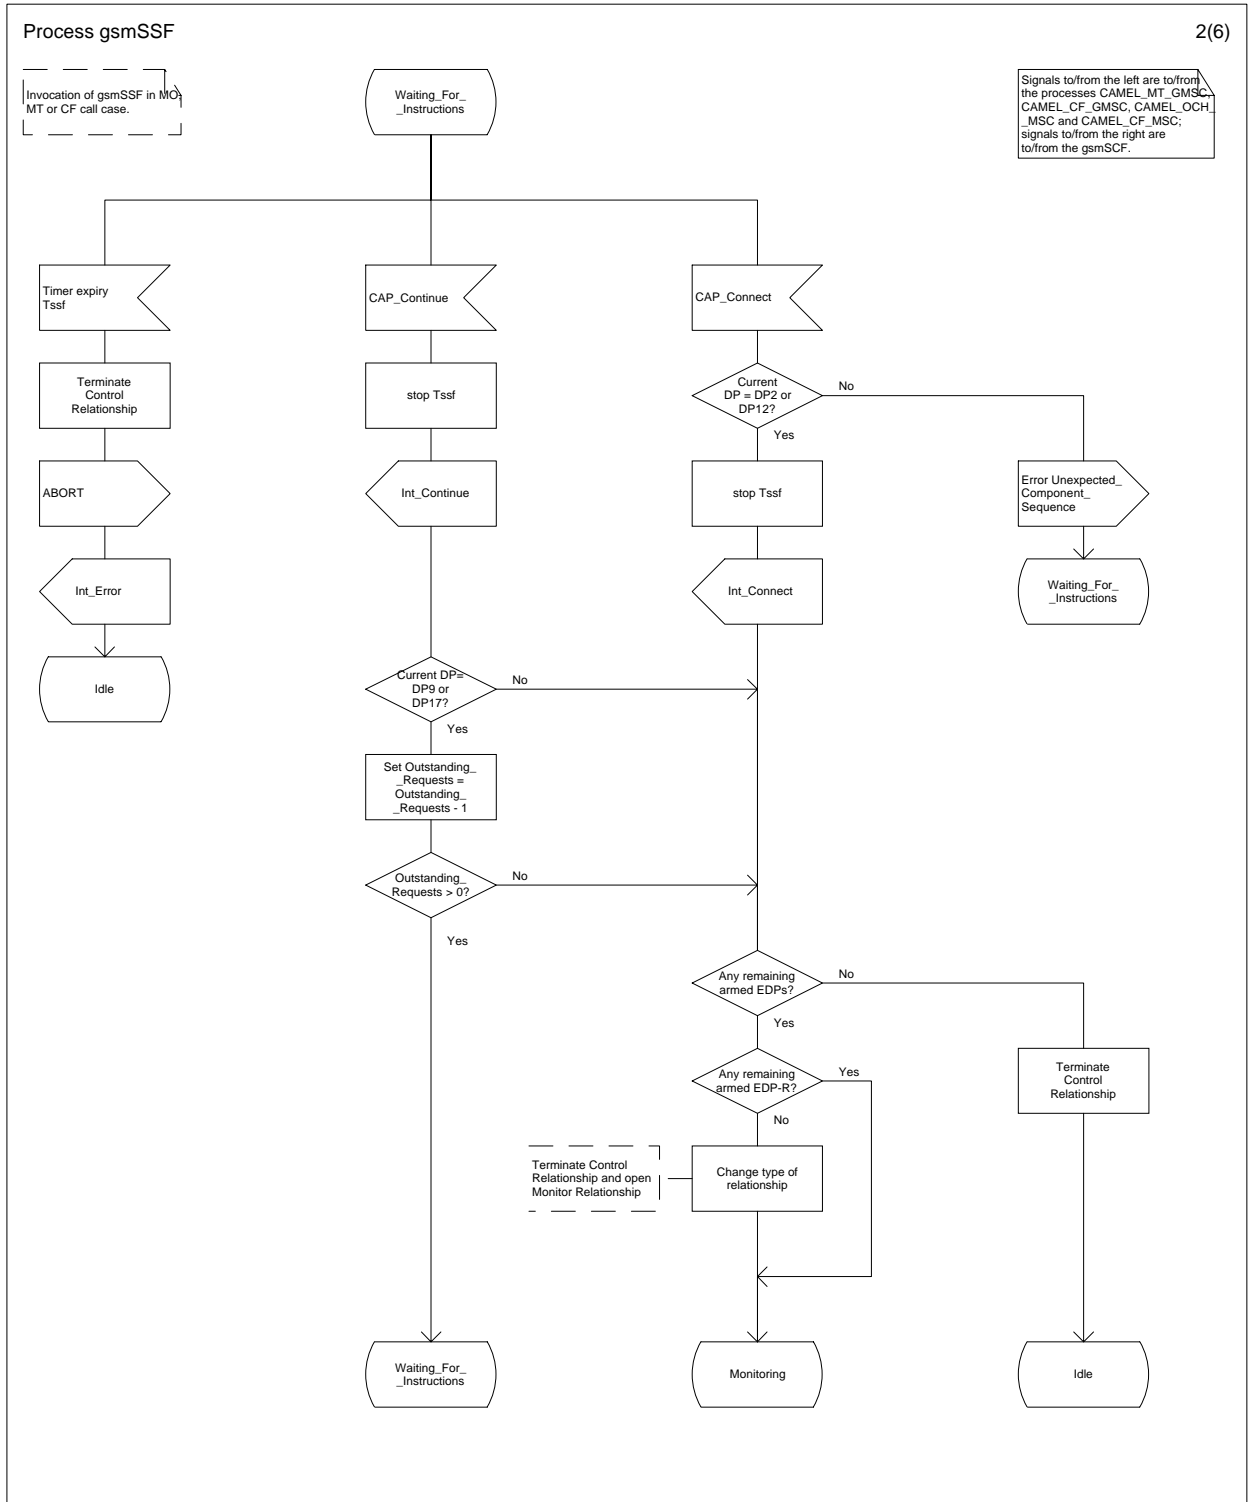 Process gsmSSF
2(6)
Invocation of gsmSSF in MO,
MT or CF call case.
Waiting_For_
_Instructions
Signals to/from the left are to/from
the processes CAMEL_MT_GMSC,
CAMEL_CF_GMSC, CAMEL_OCH_
_MSC and CAMEL_CF_MSC;
signals to/from the right are
to/from the gsmSCF.
Timer expiry
Tssf
CAP_Continue
CAP_Connect
Terminate
Control
Relationship
stop Tssf
Current
DP = DP2 or
DP12?
No
Yes
ABORT
Int_Continue
stop Tssf
Error Unexpected_
Component_
Sequence
Int_Error
Int_Connect
Waiting_For_
_Instructions
Idle
Current DP=
DP9 or
DP17?
No
Yes
Set Outstanding_
_Requests =
Outstanding_
_Requests - 1
Outstanding_
Requests > 0?
No
Yes
Any remaining
armed EDPs?
No
Yes
Any remaining
armed EDP-R?
Yes
No
Terminate
Control
Relationship
Terminate Control
Relationship and open
Monitor Relationship
Change type of
relationship
Waiting_For_
_Instructions
Monitoring
Idle